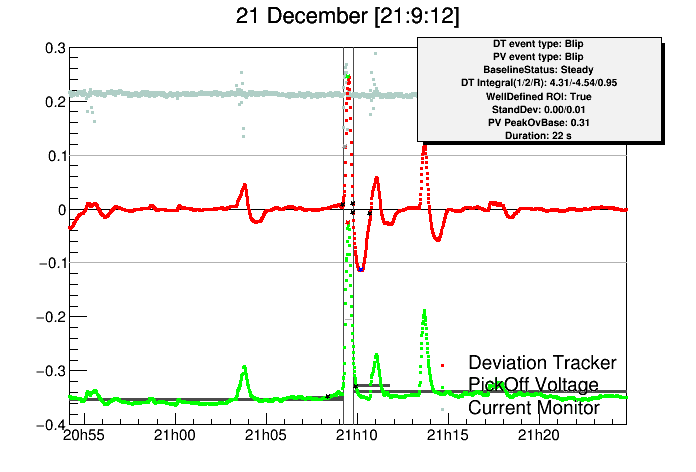 21 December [21:9:12]
DT event type: Blip
PV event type: Blip
BaselineStatus: Steady
DT Integral(1/2/R): 4.31/-4.54/0.95
WellDefined ROI: True
StandDev: 0.00/0.01
PV PeakOvBase: 0.31
Duration: 22 s
0.3
0.2
0.1
0
−0.1
−0.2
−0.3
−0.4
Deviation Tracker
PickOff Voltage
Current Monitor
20h55
21h00
21h05
21h10
21h15
21h20